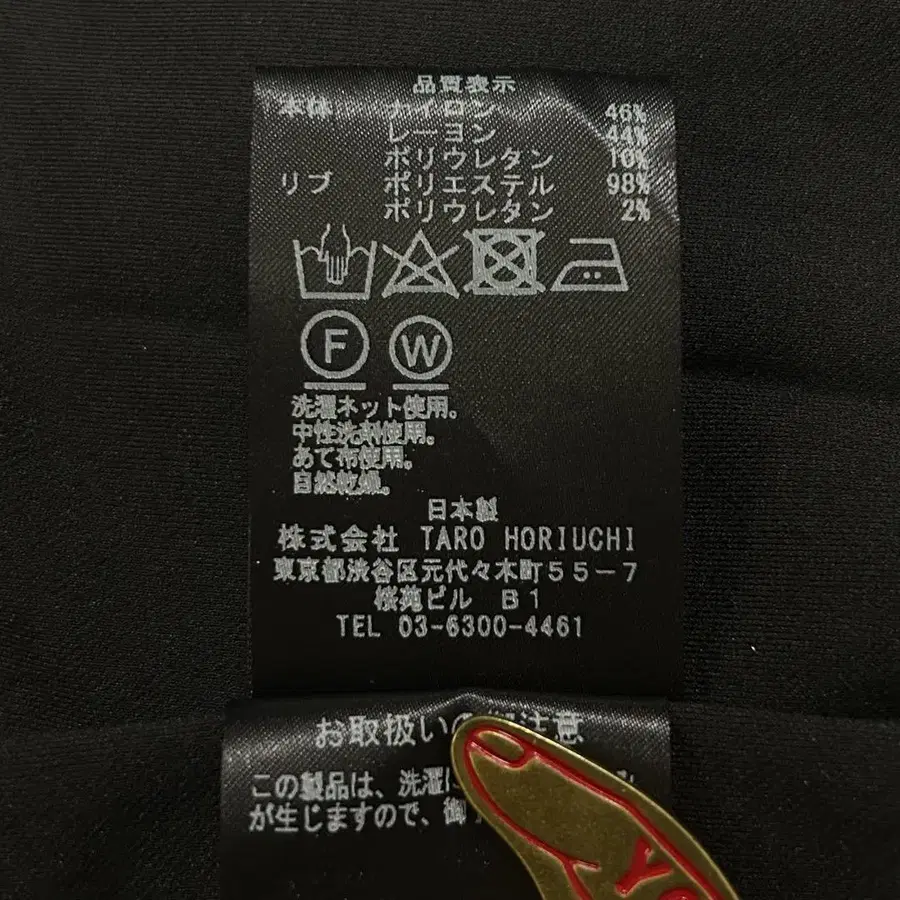 品質表示
本体 ナイロン 46%
レーヨン 44%
ポリウレタン 10%
リブ ポリエステル 98%
ポリウレタン 2%
F W
洗濯ネット使用。
中性洗剤使用。
あて布使用。
自然乾燥。
日本製
株式会社 TARO HORIUCHI
東京都渋谷区元代々木町55-7
桜苑ビル B1
TEL 03-6300-4461
お取扱い 注意
この製品は、洗濯に
が生じますので、御